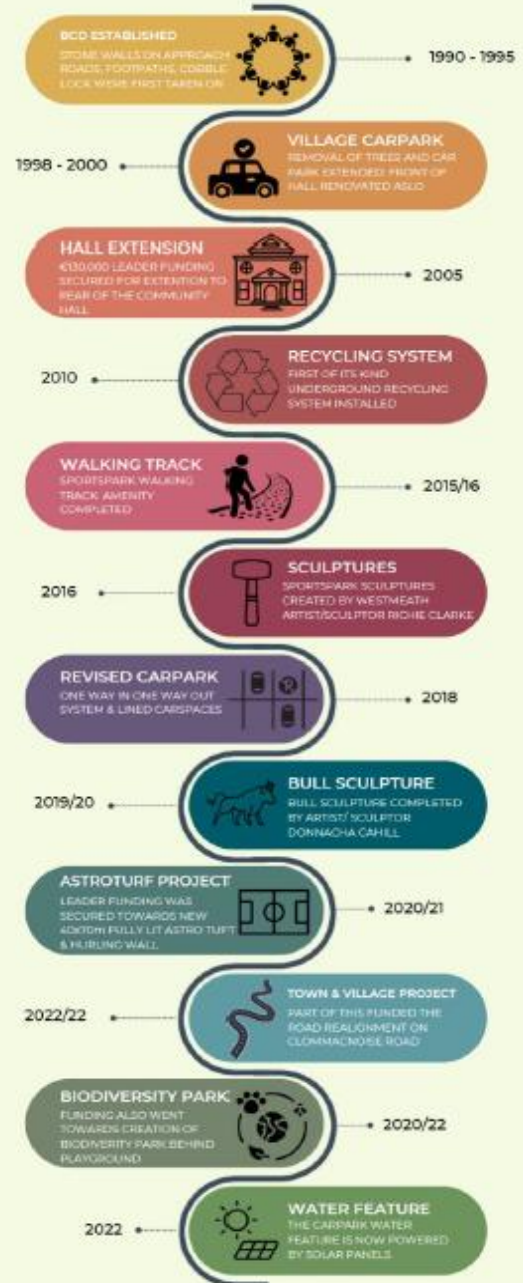 BCD ESTABLISHED
STONE WALLS ON APPROACH
ROADS, FOOTPATHS, COBBLE
LOCK WERE FIRST TAKEN ON
1990 - 1995
VILLAGE CARPARK
REMOVAL OF TREES AND CAR
PARK EXTENDED. FRONT OF
HALL RENOVATED ASLO
1998 - 2000
HALL EXTENSION
€130,000 LEADER FUNDING
SECURED FOR EXTENTION TO
REAR OF THE COMMUNITY
HALL
2005
RECYCLING SYSTEM
FIRST OF ITS KIND
UNDERGROUND RECYCLING
SYSTEM INSTALLED
2010
WALKING TRACK
SPORTSPARK WALKING
TRACK AMENITY
COMPLETED
2015/16
SCULPTURES
SPORTSPARK SCULPTURES
CREATED BY WESTMEATH
ARTIST/SCULPTOR RICHIE CLARKE
2016
REVISED CARPARK
ONE WAY IN ONE WAY OUT
SYSTEM & LINED CARSPACES
2018
BULL SCULPTURE
BULL SCULPTURE COMPLETED
BY ARTIST/ SCULPTOR
DONNACHA CAHILL
2019/20
ASTROTURF PROJECT
LEADER FUNDING WAS
SECURED TOWARDS NEW
40x70m FULLY LIT ASTRO TUFT
& HURLING WALL
2020/21
TOWN & VILLAGE PROJECT
PART OF THIS FUNDED THE
ROAD REALIGNMENT ON
CLOMMACNOISE ROAD
2022/22
BIODIVERSITY PARK
FUNDING ALSO WENT
TOWARDS CREATION OF
BIODIVERITY PARK BEHIND
PLAYGROUND
2020/22
WATER FEATURE
THE CARPARK WATER
FEATURE IS NOW POWERED
BY SOLAR PANELS
2022